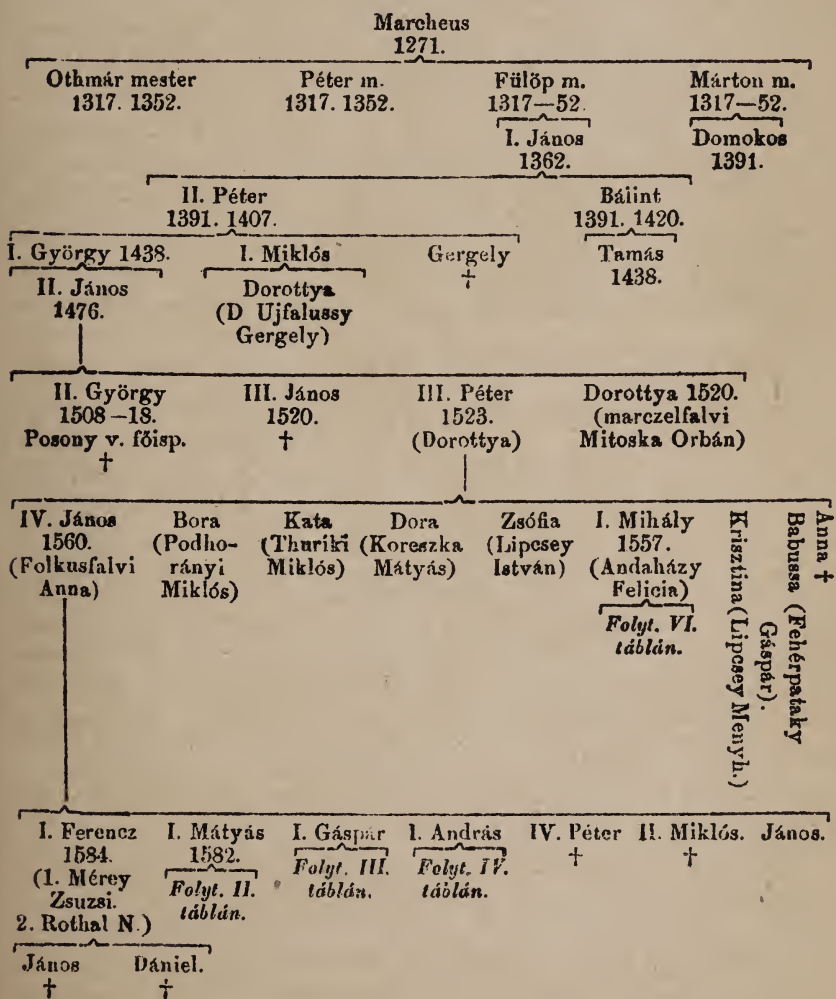 Marcheus
1271.
Othmár mester Péter m. Fülöp m. Márton m.
1317. 1352. 1317. 1352. 1317—52. 1317—52.
I. János Domokos
1362. 1391.
II. Péter Bálint
1391. 1407. 1391. 1420.
I. György 1438. I. Miklós Gergely Tamás
II. János Dorottya † 1438.
1476. (D Ujfalussy
Gergely)
II. György III. János III. Péter Dorottya 1520.
1508—18. 1520. 1523. (marczelfalvi
Posony v. főisp. † (Dorottya) Mitoska Orbán)
†
IV. János Bora Kata Dora Zsófia I. Mihály
1560. (Podho- (Thuriki (Koreszka (Lipcsey 1557.
(Folkusfalvi rányi Miklós) Mátyás) István) (Andaházy
Anna) Miklós) Felicia)
Folyt. VI.
táblán.
Krisztina (Lipcsey Menyh.)
Babussa (Fehérpataky
Gáspár).
Anna †
I. Ferencz I. Mátyás I. Gáspár I. András IV. Péter II. Miklós. János.
1584. 1582. Folyt. III. Folyt. IV. † †
(1. Mérey Folyt. II. táblán. táblán.
Zsuzsi. táblán.
2. Rothal N.)
János Dániel.
† †